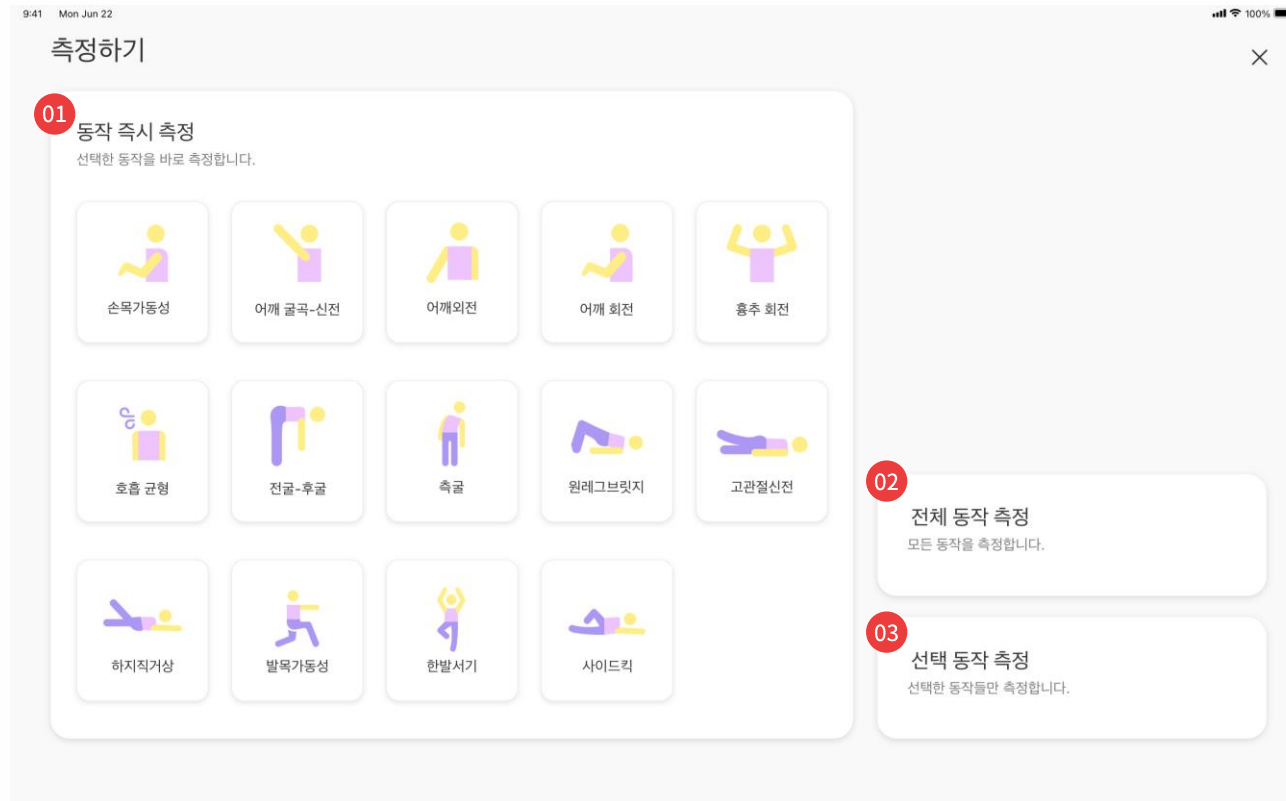 9:41 Mon Jun 22
100%
측정하기
01
동작 즉시 측정
선택한 동작을 바로 측정합니다.
손목가동성
어깨 굴곡-신전
어깨외전
어깨 회전
흉추 회전
호흡 균형
전굴-후굴
측굴
원레그브릿지
고관절신전
하지직거상
발목가동성
한발서기
사이드킥
02
전체 동작 측정
모든 동작을 측정합니다.
03
선택 동작 측정
선택한 동작들만 측정합니다.